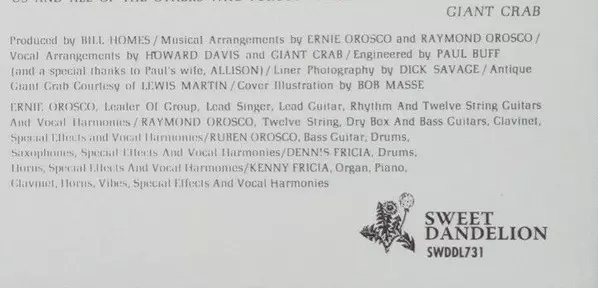 GIANT CRAB
Produced by BILL HOMES/Musical Arrangements by ERNIE OROSCO and RAYMOND OROSCO/
Vocal Arrangements by HOWARD DAVIS and GIANT CRAB/Engineered by PAUL BUFF
(and a special thanks to Paul's wife, ALLISON)/Liner Photography by DICK SAVAGE/Antique
Giant Crab Courtesy of LEWIS MARTIN/Cover Illustration by BOB MASSE
ERNIE OROSCO, Leader Of Group, Lead Singer, Lead Guitar, Rhythm And Twelve String Guitars
And Vocal Harmonies/RAYMOND OROSCO, Twelve String, Dry Box And Bass Guitars, Clavinet,
Special Effects and Vocal Harmonies/RUBEN OROSCO, Bass Guitar, Drums,
Saxophones, Special Effects And Vocal Harmonies/DENNIS FRICIA, Drums,
Horns, Special Effects And Vocal Harmonies/KENNY FRICIA, Organ, Piano,
Clavinet, Horns, Vibes, Special Effects And Vocal Harmonies
SWEET
DANDELION
SWDDL731